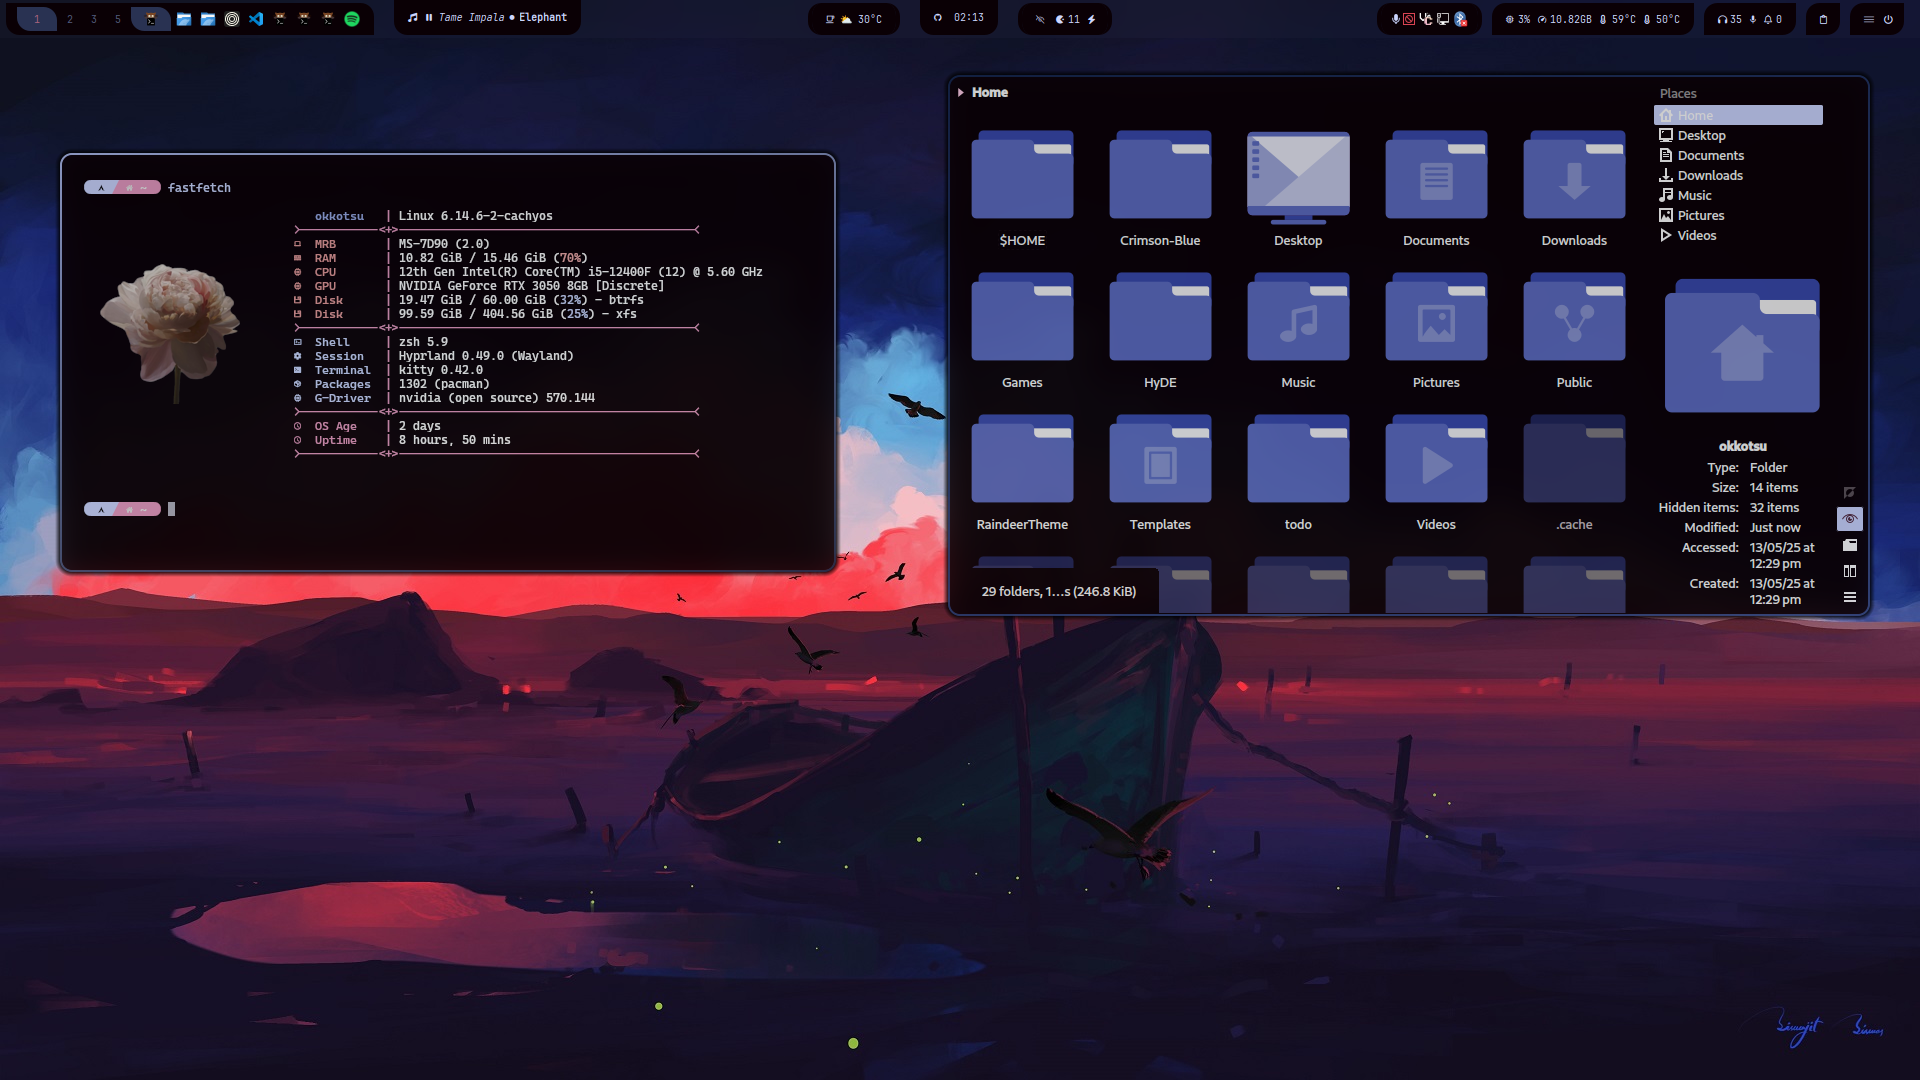 1 2 3 5
Tame Impala • Elephant
30°C
02:13
11
3% 10.82GB 59°C 50°C
35 0
fastfetch
okkotsu | Linux 6.14.6-2-cachyos
MRB | MS-7D90 (2.0)
RAM | 10.82 GiB / 15.46 GiB (70%)
CPU | 12th Gen Intel(R) Core(TM) i5-12400F (12) @ 5.60 GHz
GPU | NVIDIA GeForce RTX 3050 8GB [Discrete]
Disk | 19.47 GiB / 60.00 GiB (32%) - btrfs
Disk | 99.59 GiB / 404.56 GiB (25%) - xfs
Shell | zsh 5.9
Session | Hyprland 0.49.0 (Wayland)
Terminal | kitty 0.42.0
Packages | 1302 (pacman)
G-Driver | nvidia (open source) 570.144
OS Age | 2 days
Uptime | 8 hours, 50 mins
Home
$HOME Crimson-Blue Desktop Documents Downloads
Games HyDE Music Pictures Public
RaindeerTheme Templates todo Videos .cache
29 folders, 1...s (246.8 KiB)
Places
Home
Desktop
Documents
Downloads
Music
Pictures
Videos
okkotsu
Type: Folder
Size: 14 items
Hidden items: 32 items
Modified: Just now
Accessed: 13/05/25 at
12:29 pm
Created: 13/05/25 at
12:29 pm